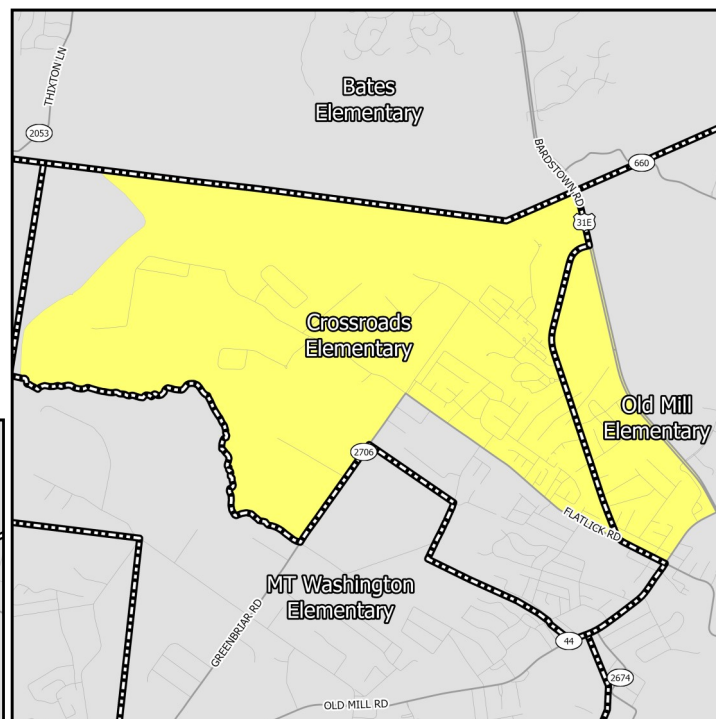 Bates
Elementary
THIXTON LN
2053
BARDSTOWN RD
660
31E
Crossroads
Elementary
Old Mill
Elementary
2706
FLATLICK RD
MT Washington
Elementary
GREENBRIAR RD
44
2674
OLD MILL RD